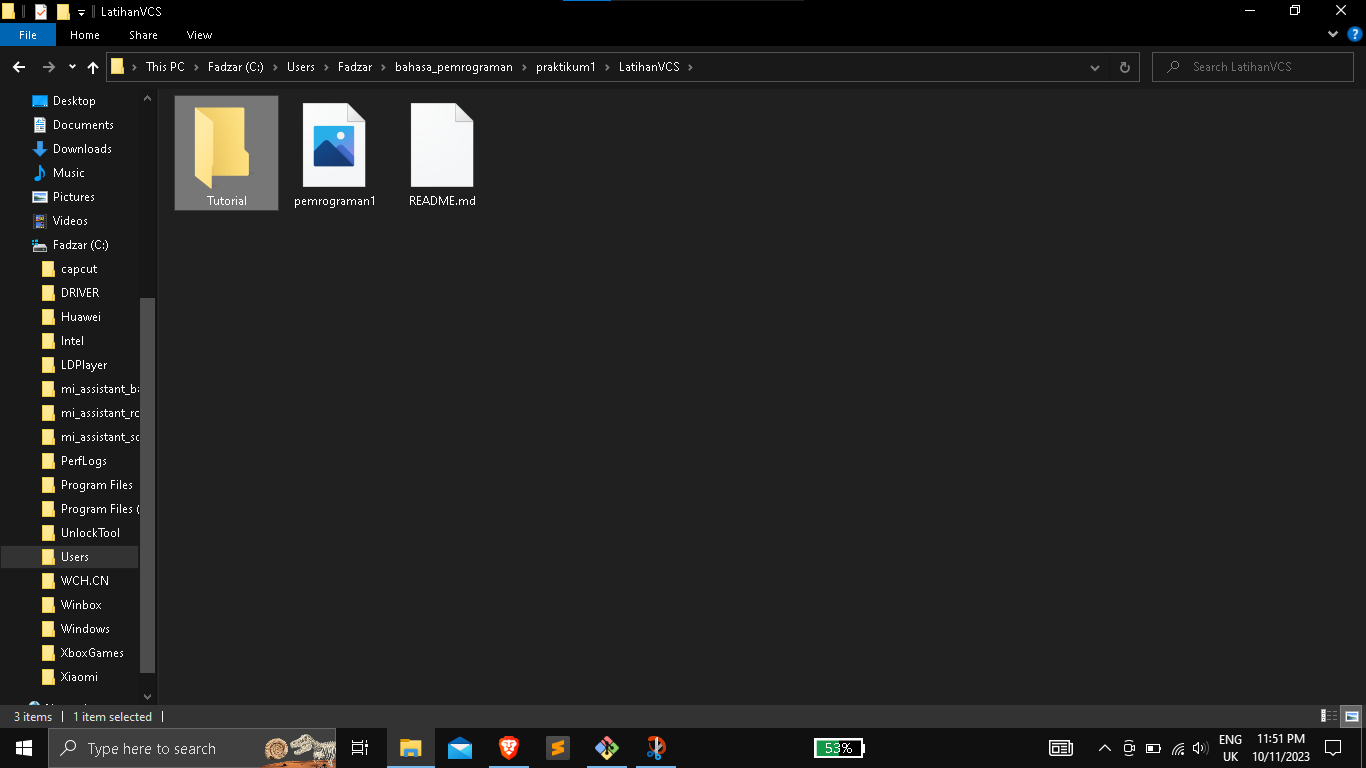 LatihanVCS
File Home Share View
This PC Fadzar (C:) Users Fadzar bahasa_pemrograman praktikum1 LatihanVCS
Search LatihanVCS
Desktop
Documents
Downloads
Music
Pictures
Videos
Fadzar (C:)
capcut
DRIVER
Huawei
Intel
LDPlayer
mi_assistant_ba
mi_assistant_ro
mi_assistant_so
PerfLogs
Program Files
Program Files (
UnlockTool
Users
WCH.CN
Winbox
Windows
XboxGames
Xiaomi
Tutorial
pemrograman1
README.md
3 items 1 item selected
Type here to search
53%
ENG
UK
11:51 PM
10/11/2023